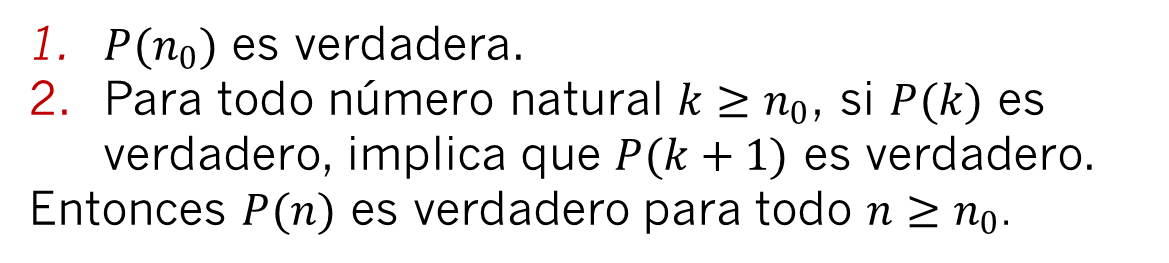 1. P(n₀) es verdadera.
2. Para todo número natural k ≥ n₀, si P(k) es
verdadero, implica que P(k + 1) es verdadero.
Entonces P(n) es verdadero para todo n ≥ n₀.